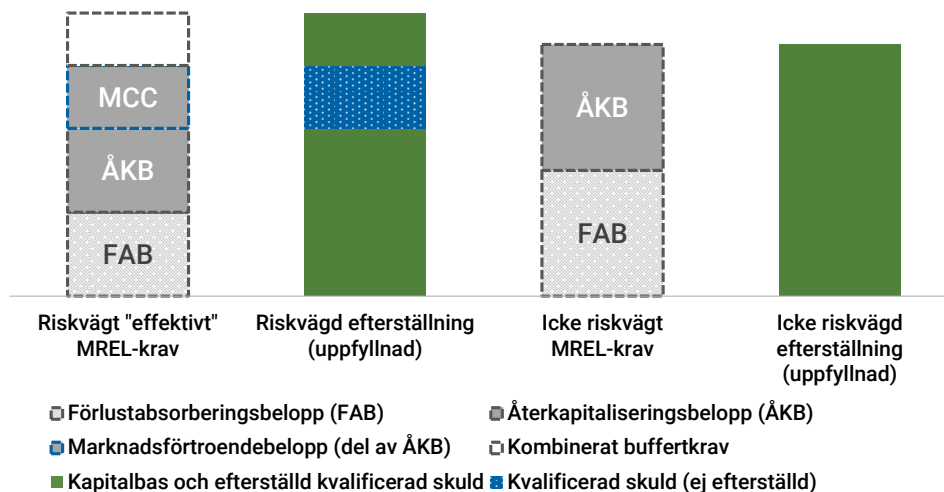 MCC
ÅKB
FAB
ÅKB
FAB
Riskvägt "effektivt"
MREL-krav
Riskvägd efterställning
(uppfyllnad)
Icke riskvägt
MREL-krav
Icke riskvägd
efterställning
(uppfyllnad)
Förlustabsorberingsbelopp (FAB)
Återkapitaliseringsbelopp (ÅKB)
Marknadsförtroendebelopp (del av ÅKB)
Kombinerat buffertkrav
Kapitalbas och efterställd kvalificerad skuld
Kvalificerad skuld (ej efterställd)